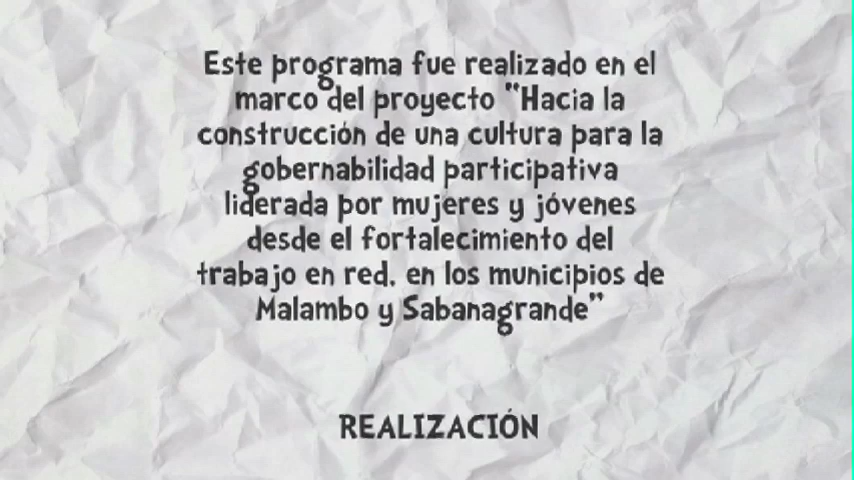 Este programa fue realizado en el
marco del proyecto "Hacia la
construcción de una cultura para la
gobernabilidad participativa
liderada por mujeres y jóvenes
desde el fortalecimiento del
trabajo en red, en los municipios de
Malambo y Sabanagrande"
REALIZACIÓN